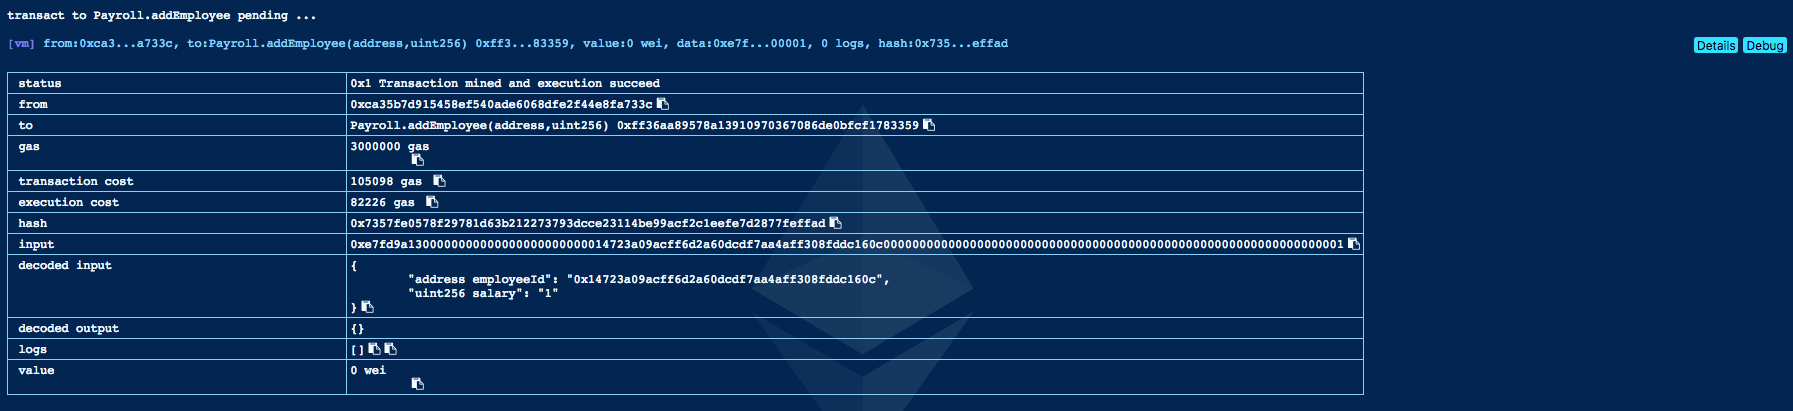 transact to Payroll.addEmployee pending ...
[vm] from:0xca3...a733c, to:Payroll.addEmployee(address,uint256) 0xff3...83359, value:0 wei, data:0xe7f...00001, 0 logs, hash:0x735...effad
Details Debug
status 0x1 Transaction mined and execution succeed
from 0xca35b7d915458ef540ade6068dfe2f44e8fa733c
to Payroll.addEmployee(address,uint256) 0xff36aa89578a13910970367086de0bfcf1783359
gas 3000000 gas
transaction cost 105098 gas
execution cost 82226 gas
hash 0x7357fe0578f29781d63b212273793dcce23114be99acf2c1eefe7d2877feffad
input 0xe7fd9a1300000000000000000000000014723a09acff6d2a60dcdf7aa4aff308fddc160c0000000000000000000000000000000000000000000000000000000000000001
decoded input {
"address employeeId": "0x14723a09acff6d2a60dcdf7aa4aff308fddc160c",
"uint256 salary": "1"
}
decoded output {}
logs []
value 0 wei